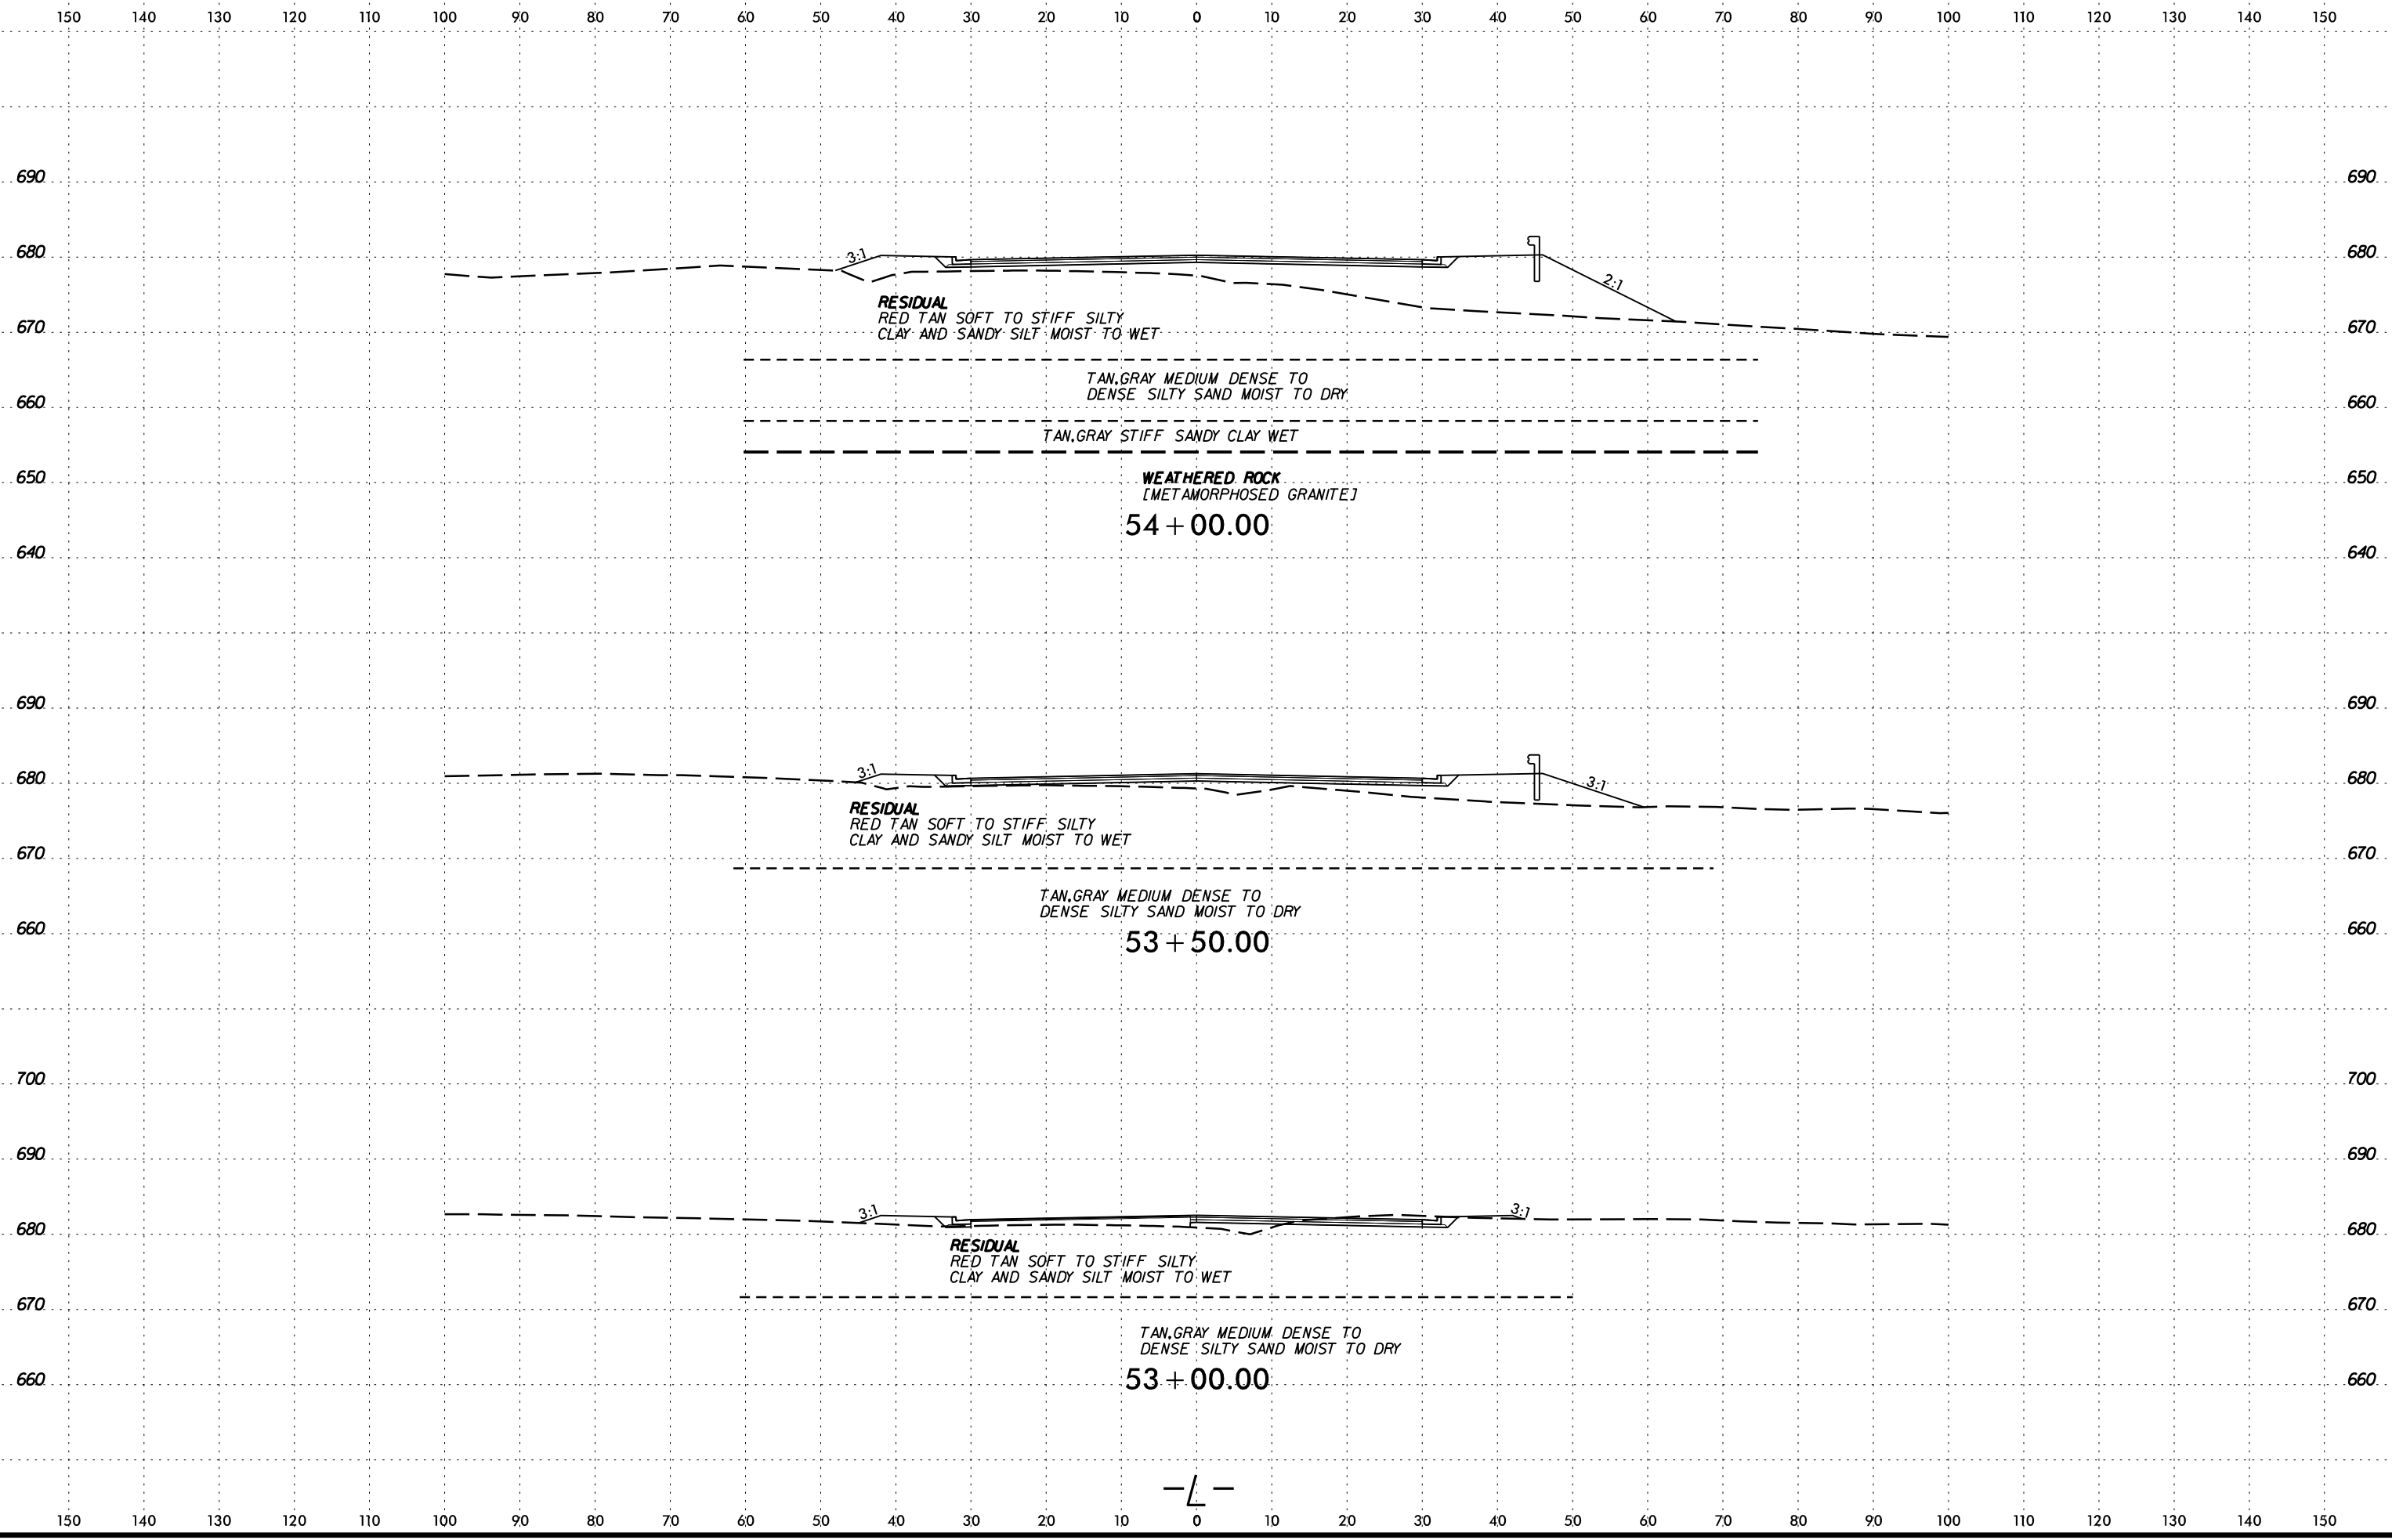 150 140 130 120 110 100 90 80 70 60 50 40 30 20 10 0 10 20 30 40 50 60 70 80 90 100 110 120 130 140 150
690 690
680 3:1 680
2:1
RESIDUAL
RED TAN SOFT TO STIFF SILTY
670 CLAY AND SANDY SILT MOIST TO WET 670
TAN,GRAY MEDIUM DENSE TO
DENSE SILTY SAND MOIST TO DRY
660 660
TAN,GRAY STIFF SANDY CLAY WET
650 WEATHERED ROCK 650
[METAMORPHOSED GRANITE]
54+00.00
640 640
690 690
680 3:1 3:1 680
RESIDUAL
RED TAN SOFT TO STIFF SILTY
CLAY AND SANDY SILT MOIST TO WET
670 670
TAN,GRAY MEDIUM DENSE TO
DENSE SILTY SAND MOIST TO DRY
660 660
53+50.00
700 700
690 690
3:1 3:1
680 680
RESIDUAL
RED TAN SOFT TO STIFF SILTY
CLAY AND SANDY SILT MOIST TO WET
670 670
TAN,GRAY MEDIUM DENSE TO
DENSE SILTY SAND MOIST TO DRY
660 53+00.00 660
-L-
150 140 130 120 110 100 90 80 70 60 50 40 30 20 10 0 10 20 30 40 50 60 70 80 90 100 110 120 130 140 150